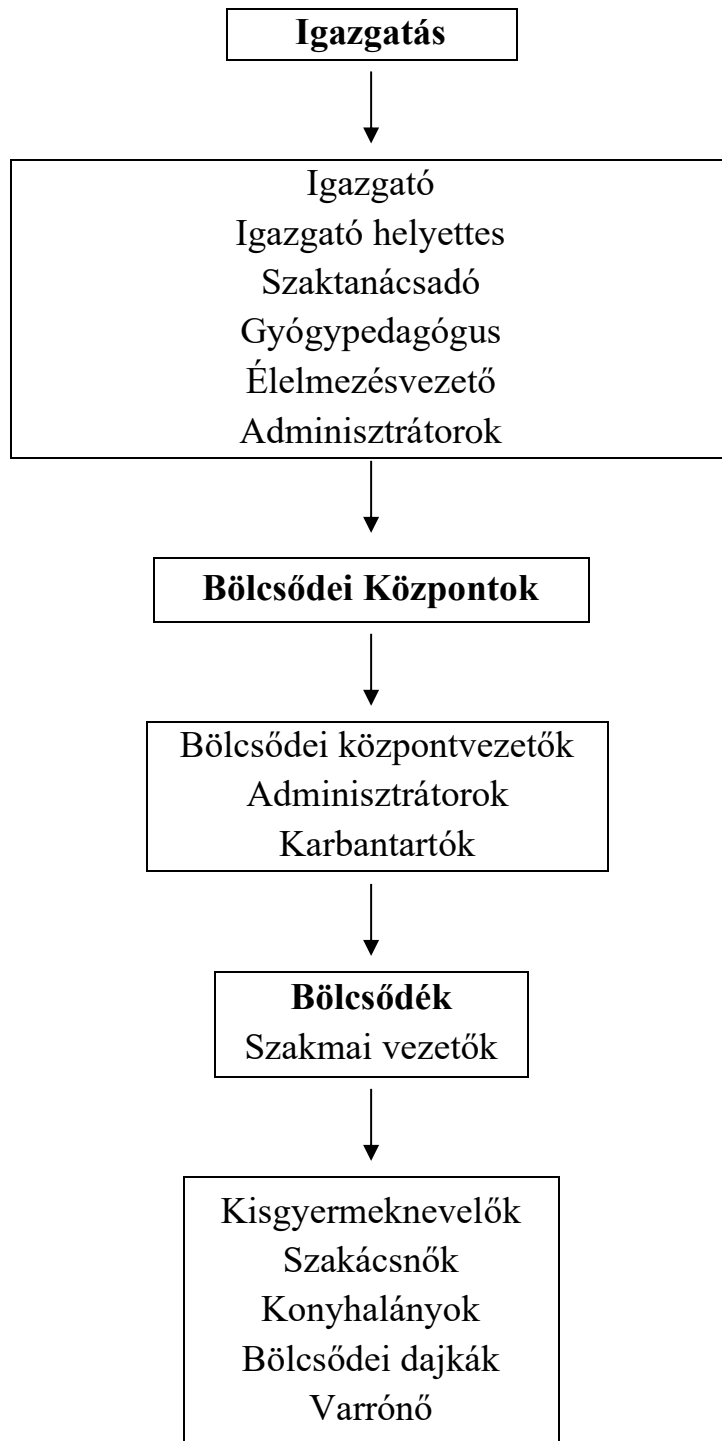 Igazgatás
Igazgató
Igazgató helyettes
Szaktanácsadó
Gyógypedagógus
Élelmezésvezető
Adminisztrátorok
Bölcsődei Központok
Bölcsődei központvezetők
Adminisztrátorok
Karbantartók
Bölcsődék
Szakmai vezetők
Kisgyermeknevelők
Szakácsnők
Konyhalányok
Bölcsődei dajkák
Varrónő